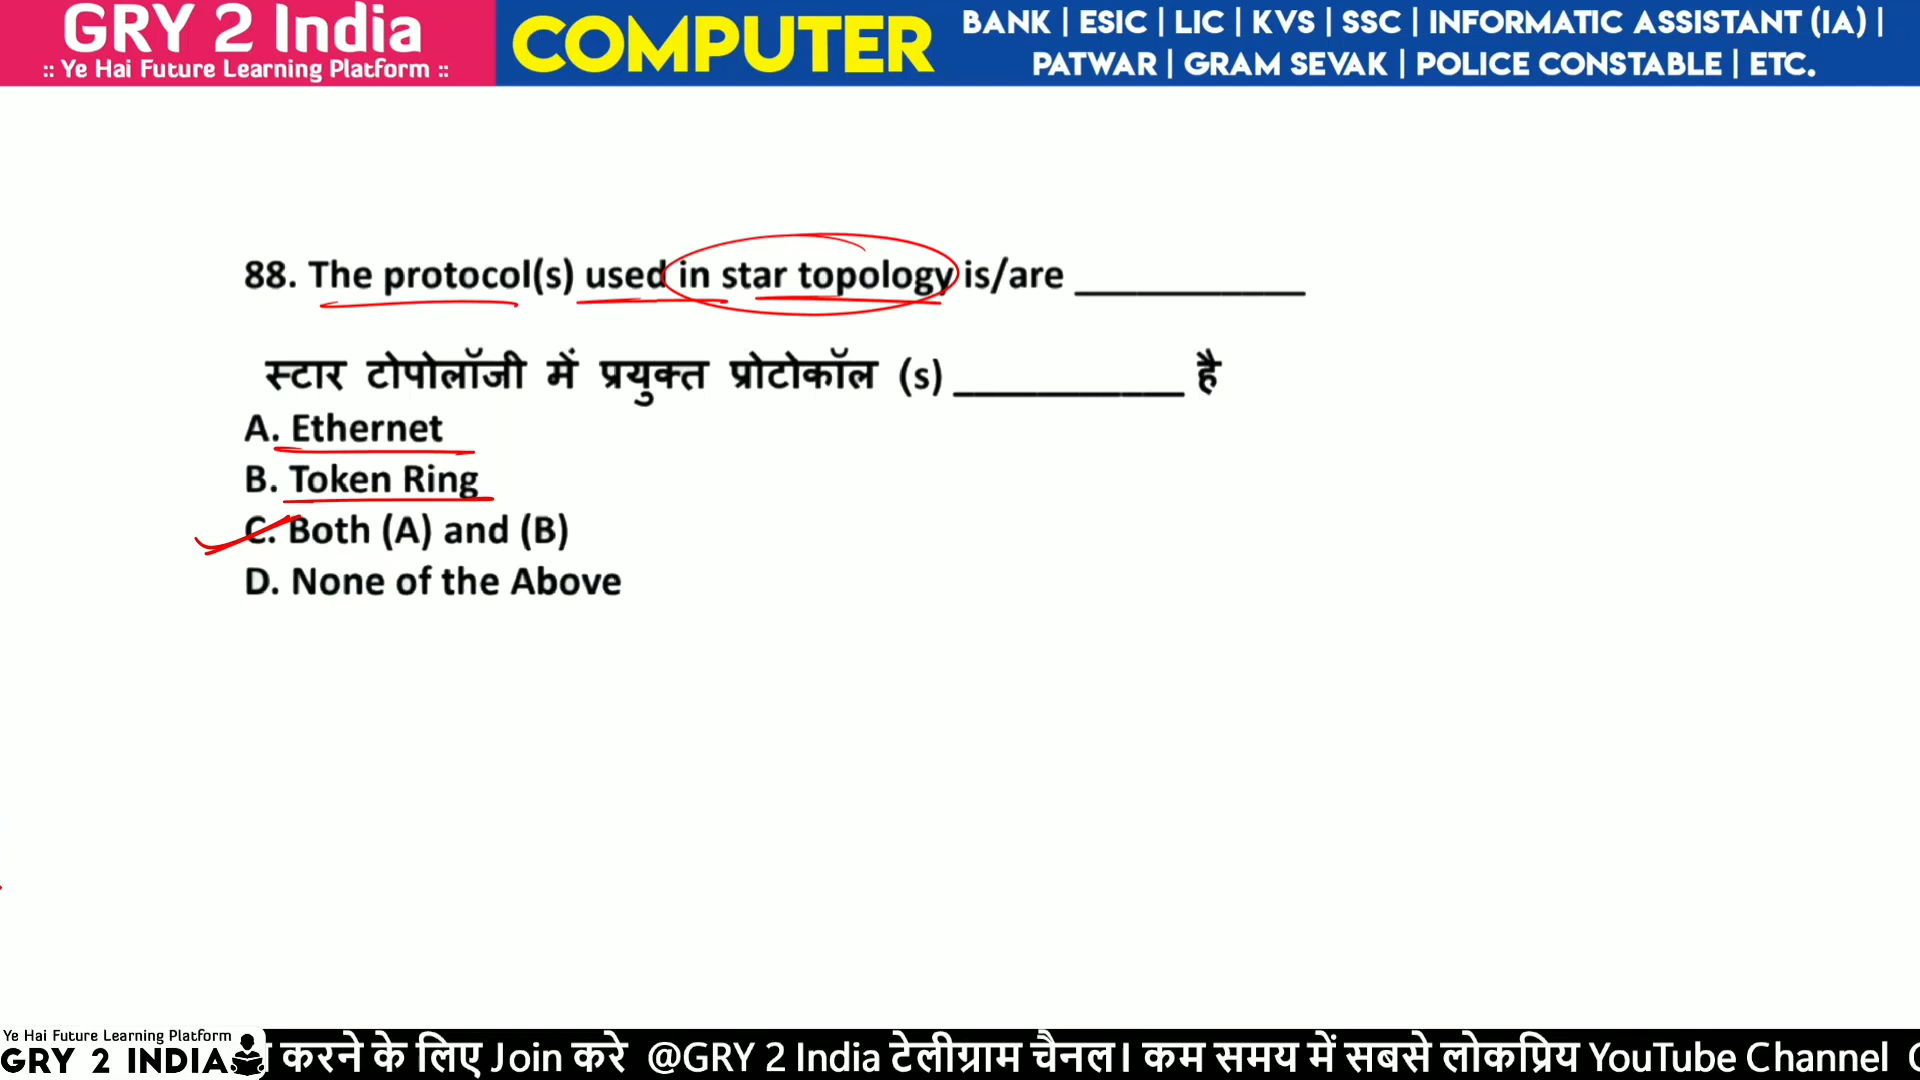 GRY 2 India
:: Ye Hai Future Learning Platform ::
COMPUTER
BANK | ESIC | LIC | KVS | SSC | INFORMATIC ASSISTANT (IA) |
PATWAR | GRAM SEVAK | POLICE CONSTABLE | ETC.
88. The protocol(s) used in star topology is/are ___________
स्टार टोपोलॉजी में प्रयुक्त प्रोटोकॉल (s) ___________ है
A. Ethernet
B. Token Ring
C. Both (A) and (B)
D. None of the Above
Ye Hai Future Learning Platform
GRY 2 INDIA
करने के लिए Join करे @GRY 2 India टेलीग्राम चैनल। कम समय में सबसे लोकप्रिय YouTube Channel